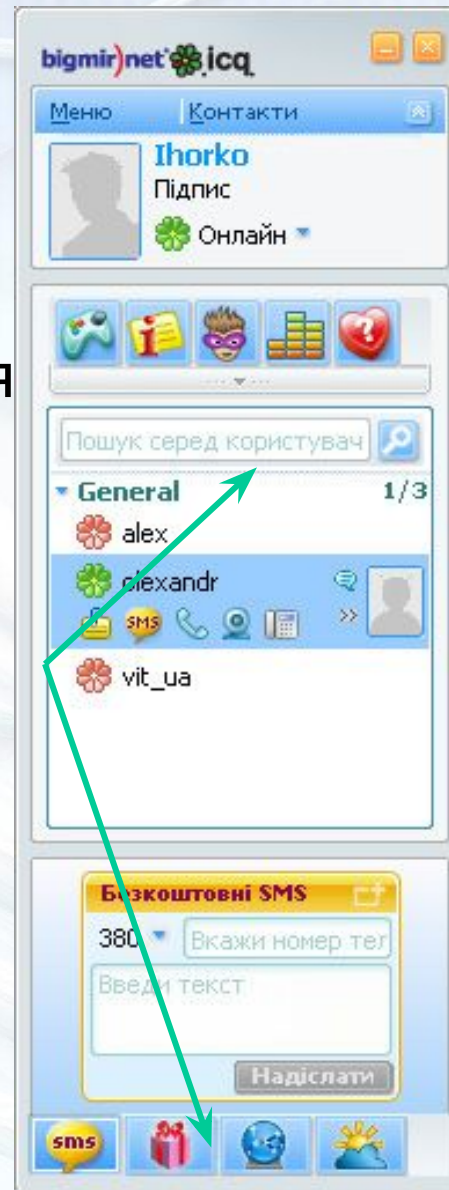 bigmir)net icq
Меню Контакти
Ihorko
Підпис
Онлайн
я
Пошук серед користувач
General 1/3
alex
olexandr
SMS
vit_ua
Безкоштовні SMS
380 Вкажи номер тел
Введи текст
Надіслати
sms